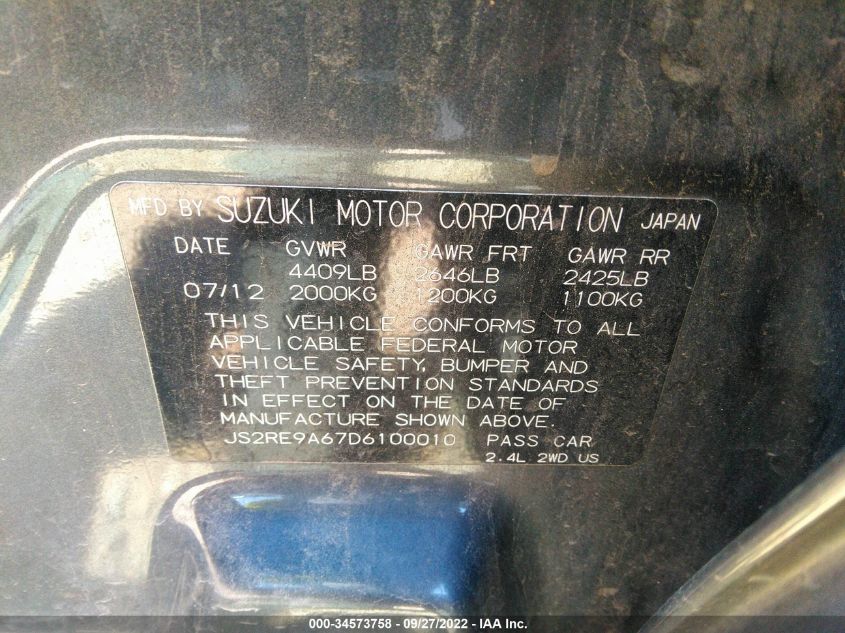 MFD BY SUZUKI MOTOR CORPORATION JAPAN
DATE GVWR GAWR FRT GAWR RR
4409LB 2646LB 2425LB
07/12 2000KG 1200KG 1100KG
THIS VEHICLE CONFORMS TO ALL
APPLICABLE FEDERAL MOTOR
VEHICLE SAFETY, BUMPER AND
THEFT PREVENTION STANDARDS
IN EFFECT ON THE DATE OF
MANUFACTURE SHOWN ABOVE.
JS2RE9A67D6100010 PASS CAR
2.4L 2WD US
000-34573758 - 09/27/2022 - IAA Inc.